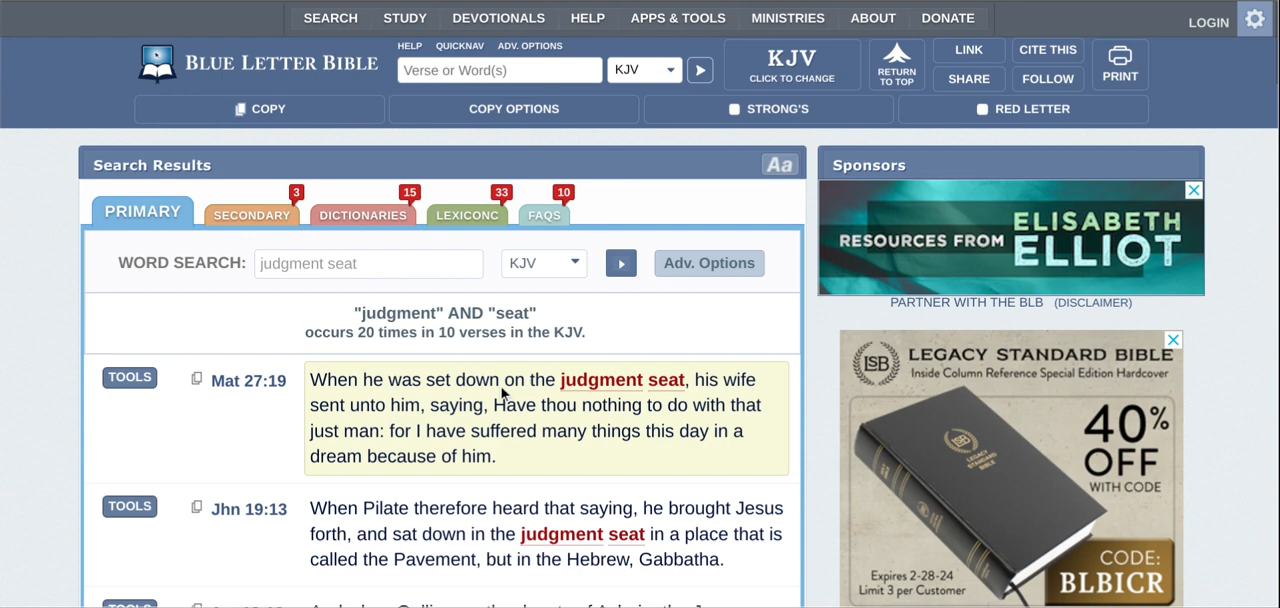 SEARCH STUDY DEVOTIONALS HELP APPS & TOOLS MINISTRIES ABOUT DONATE
LOGIN
BLUE LETTER BIBLE
HELP QUICKNAV ADV. OPTIONS
Verse or Word(s) KJV
KJV
CLICK TO CHANGE
RETURN
TO TOP
LINK CITE THIS
SHARE FOLLOW
PRINT
COPY COPY OPTIONS STRONG'S RED LETTER
Search Results Aa
PRIMARY SECONDARY 3 DICTIONARIES 15 LEXICONC 33 FAQS 10
WORD SEARCH: judgment seat KJV Adv. Options
"judgment" AND "seat"
occurs 20 times in 10 verses in the KJV.
TOOLS Mat 27:19 When he was set down on the judgment seat, his wife
sent unto him, saying, Have thou nothing to do with that
just man: for I have suffered many things this day in a
dream because of him.
TOOLS Jhn 19:13 When Pilate therefore heard that saying, he brought Jesus
forth, and sat down in the judgment seat in a place that is
called the Pavement, but in the Hebrew, Gabbatha.
Sponsors
RESOURCES FROM ELISABETH
ELLIOT
PARTNER WITH THE BLB (DISCLAIMER)
LSB LEGACY STANDARD BIBLE
Inside Column Reference Special Edition Hardcover
LSB
LEGACY
STANDARD
BIBLE
40%
OFF
WITH CODE
CODE:
BLBICR
Expires 2-28-24
Limit 3 per Customer